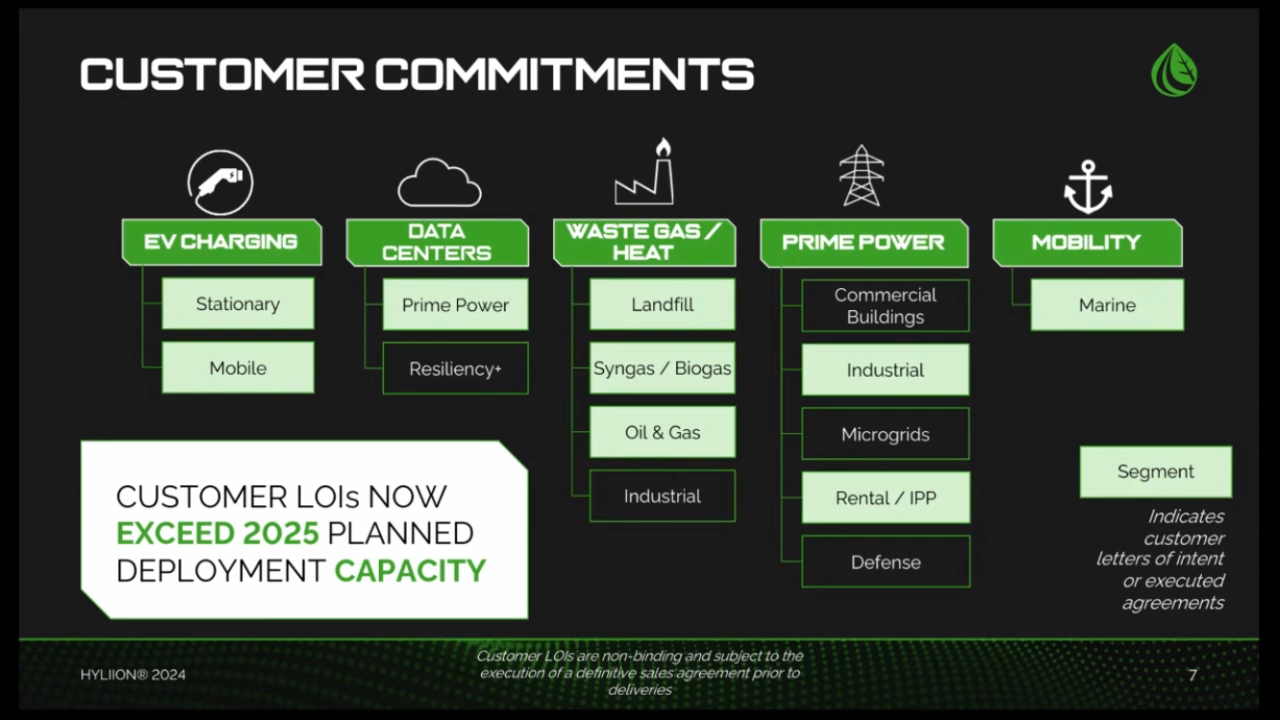 CUSTOMER COMMITMENTS
EV CHARGING
Stationary
Mobile
DATA
CENTERS
Prime Power
Resiliency+
WASTE GAS /
HEAT
Landfill
Syngas / Biogas
Oil & Gas
Industrial
PRIME POWER
Commercial
Buildings
Industrial
Microgrids
Rental / IPP
Defense
MOBILITY
Marine
CUSTOMER LOIs NOW
EXCEED 2025 PLANNED
DEPLOYMENT CAPACITY
Segment
Indicates
customer
letters of intent
or executed
agreements
HYLIION® 2024
Customer LOIs are non-binding and subject to the
execution of a definitive sales agreement prior to
deliveries
7